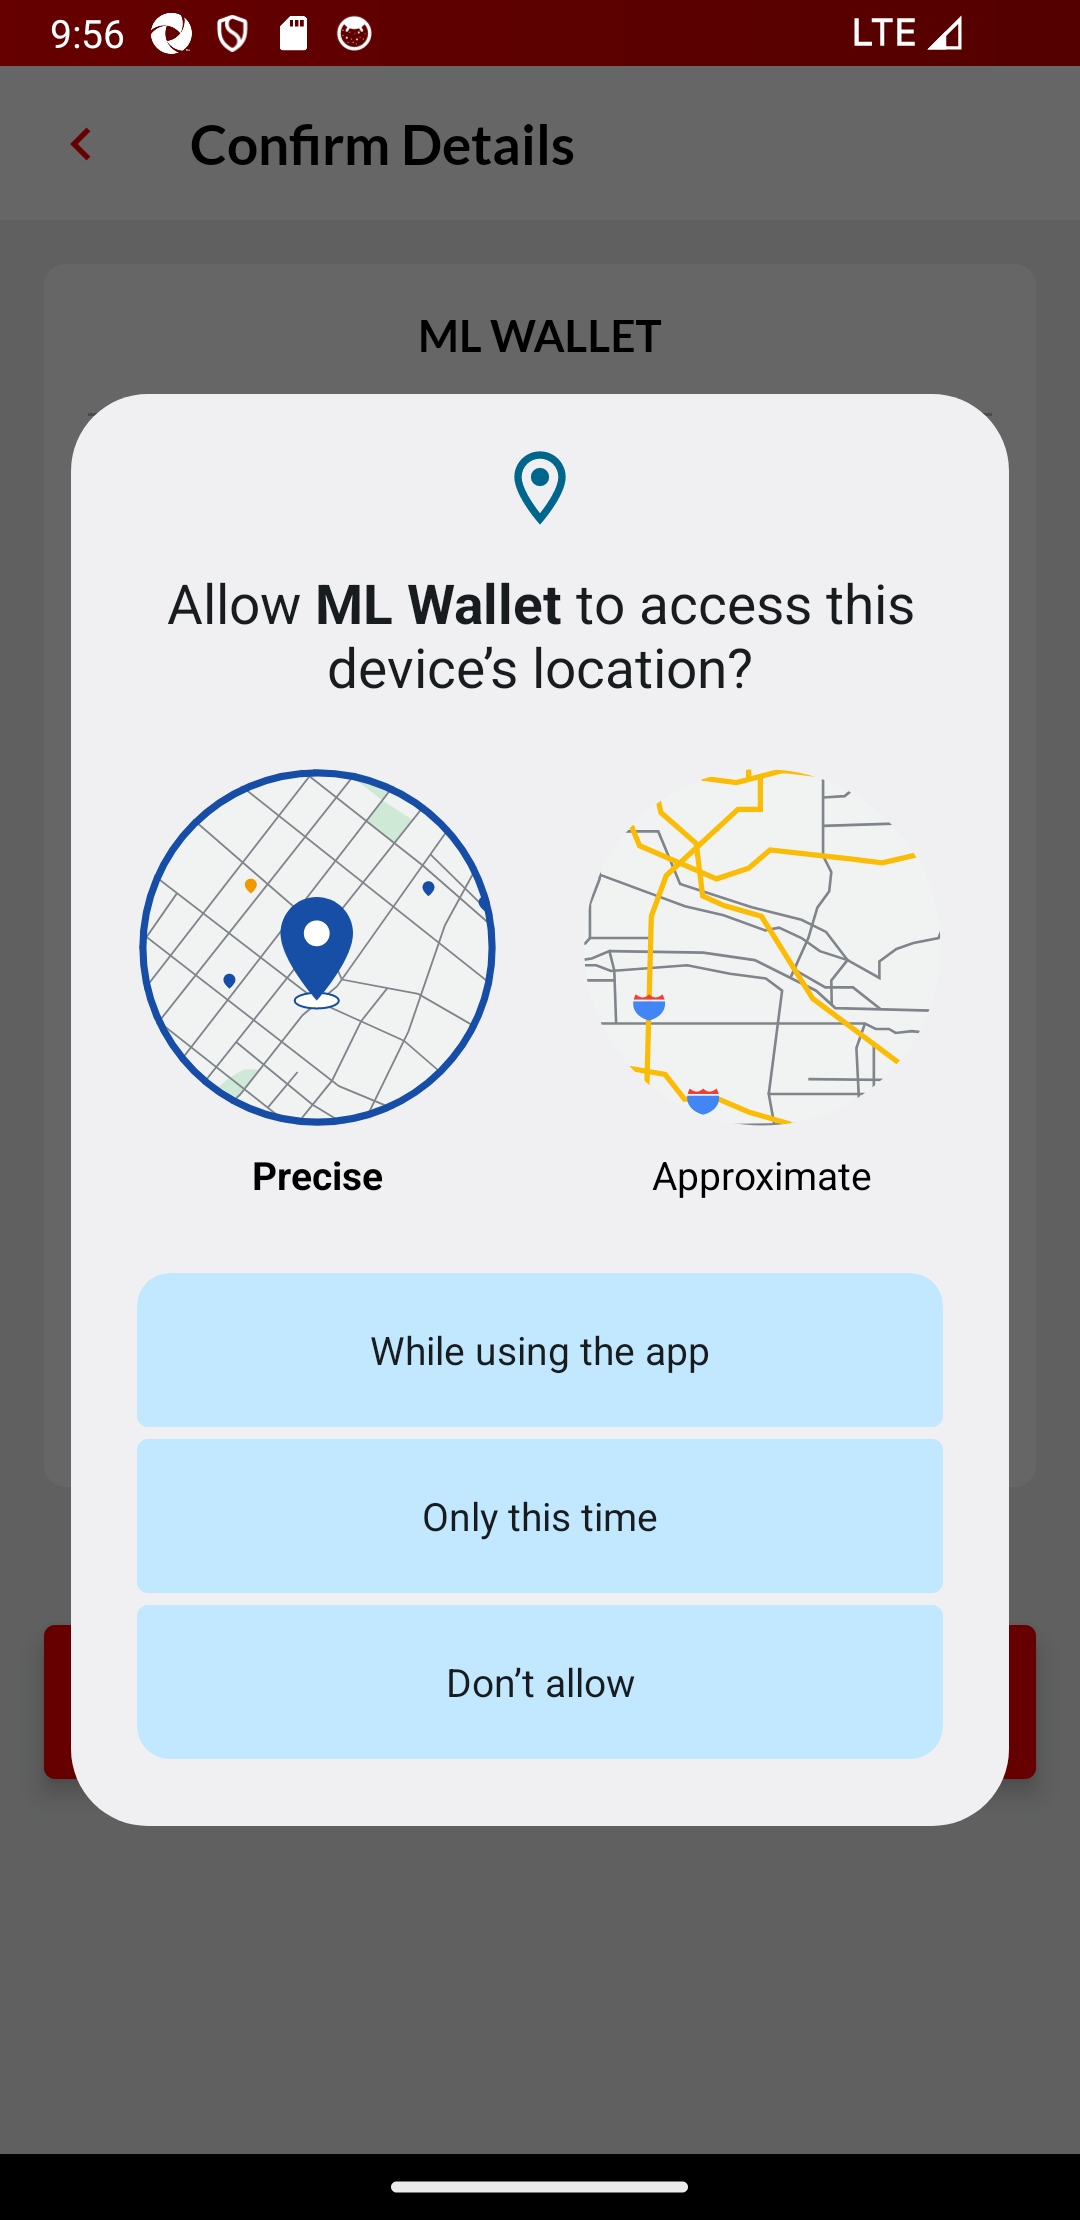 9:56
LTE
Confirm Details
ML WALLET
Allow ML Wallet to access this
device’s location?
Precise
Approximate
While using the app
Only this time
Don’t allow